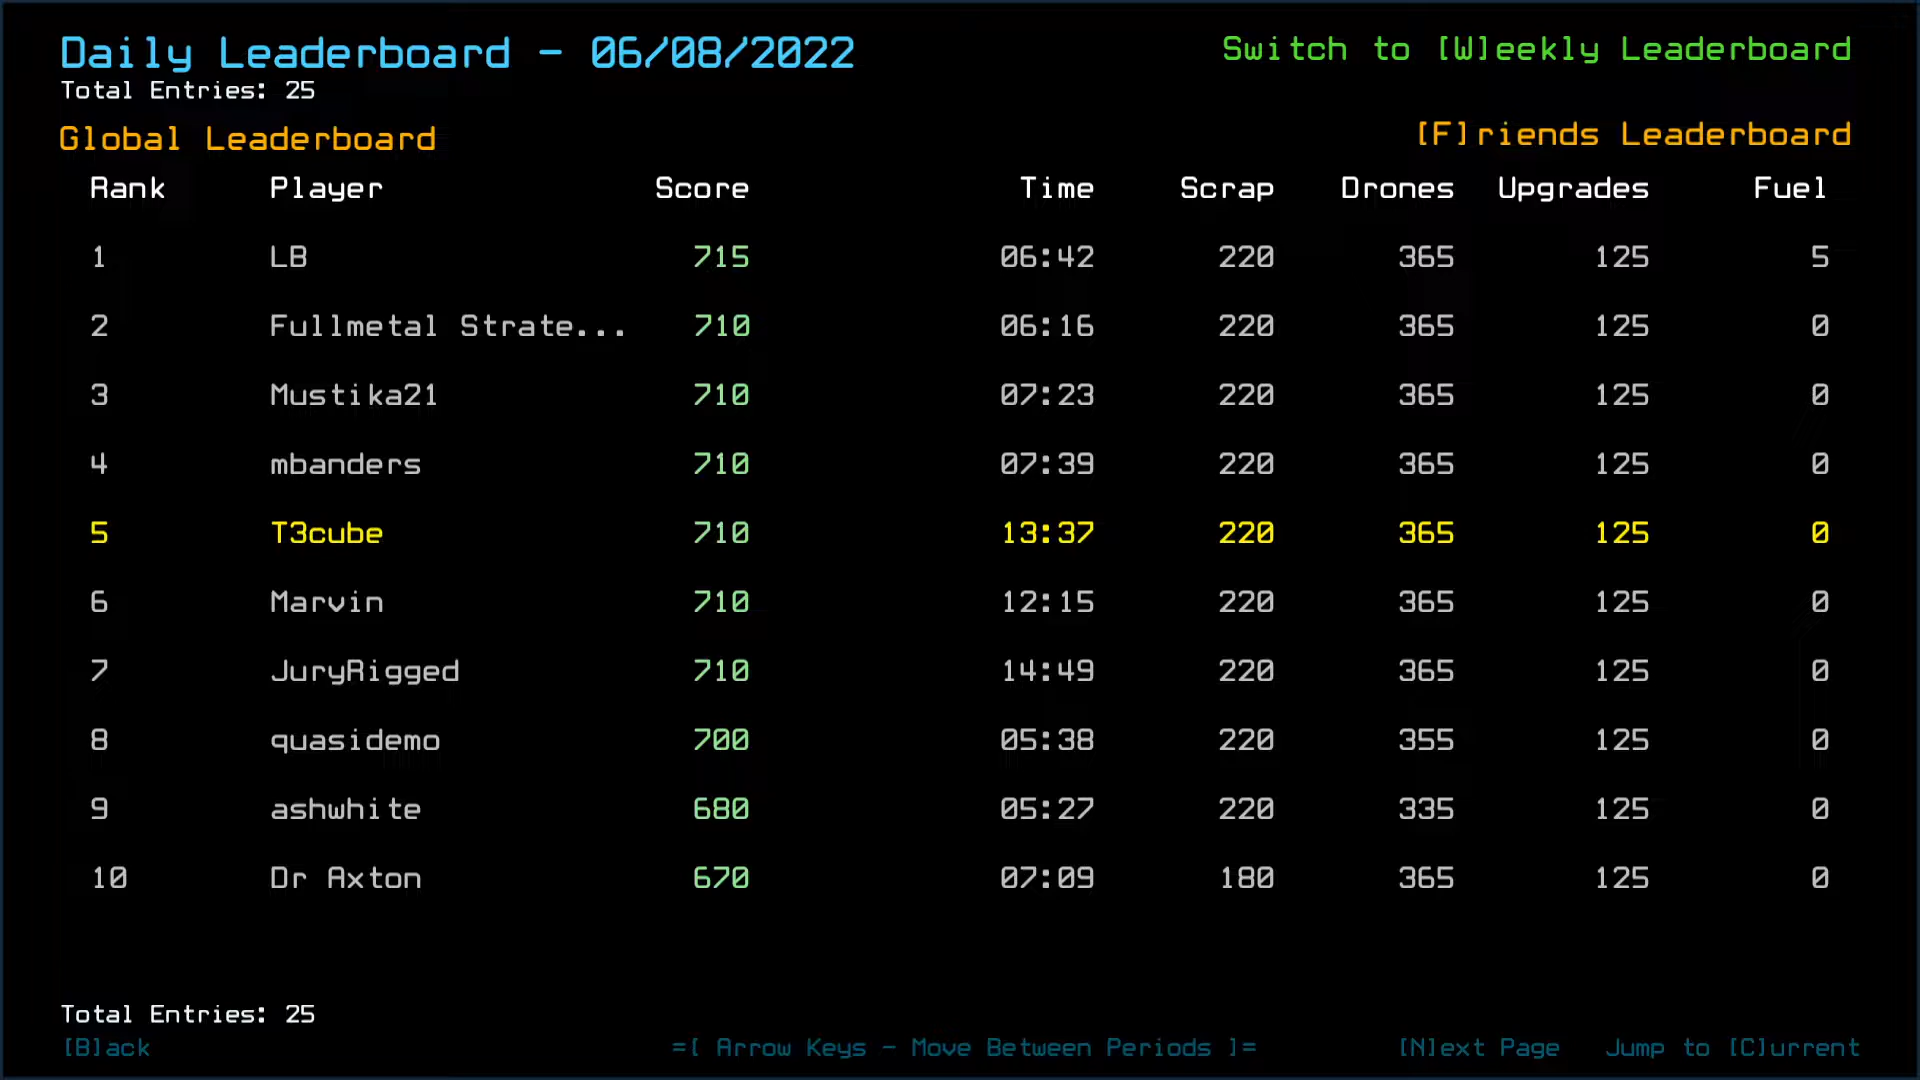 Daily Leaderboard - 06/08/2022 Switch to [W]eekly Leaderboard
Total Entries: 25
Global Leaderboard [F]riends Leaderboard
Rank Player Score Time Scrap Drones Upgrades Fuel
1 LB 715 06:42 220 365 125 5
2 Fullmetal Strate... 710 06:16 220 365 125 0
3 Mustika21 710 07:23 220 365 125 0
4 mbanders 710 07:39 220 365 125 0
5 T3cube 710 13:37 220 365 125 0
6 Marvin 710 12:15 220 365 125 0
7 JuryRigged 710 14:49 220 365 125 0
8 quasidemo 700 05:38 220 355 125 0
9 ashwhite 680 05:27 220 335 125 0
10 Dr Axton 670 07:09 180 365 125 0
Total Entries: 25
[B]ack =[ Arrow Keys - Move Between Periods ]= [N]ext Page Jump to [C]urrent